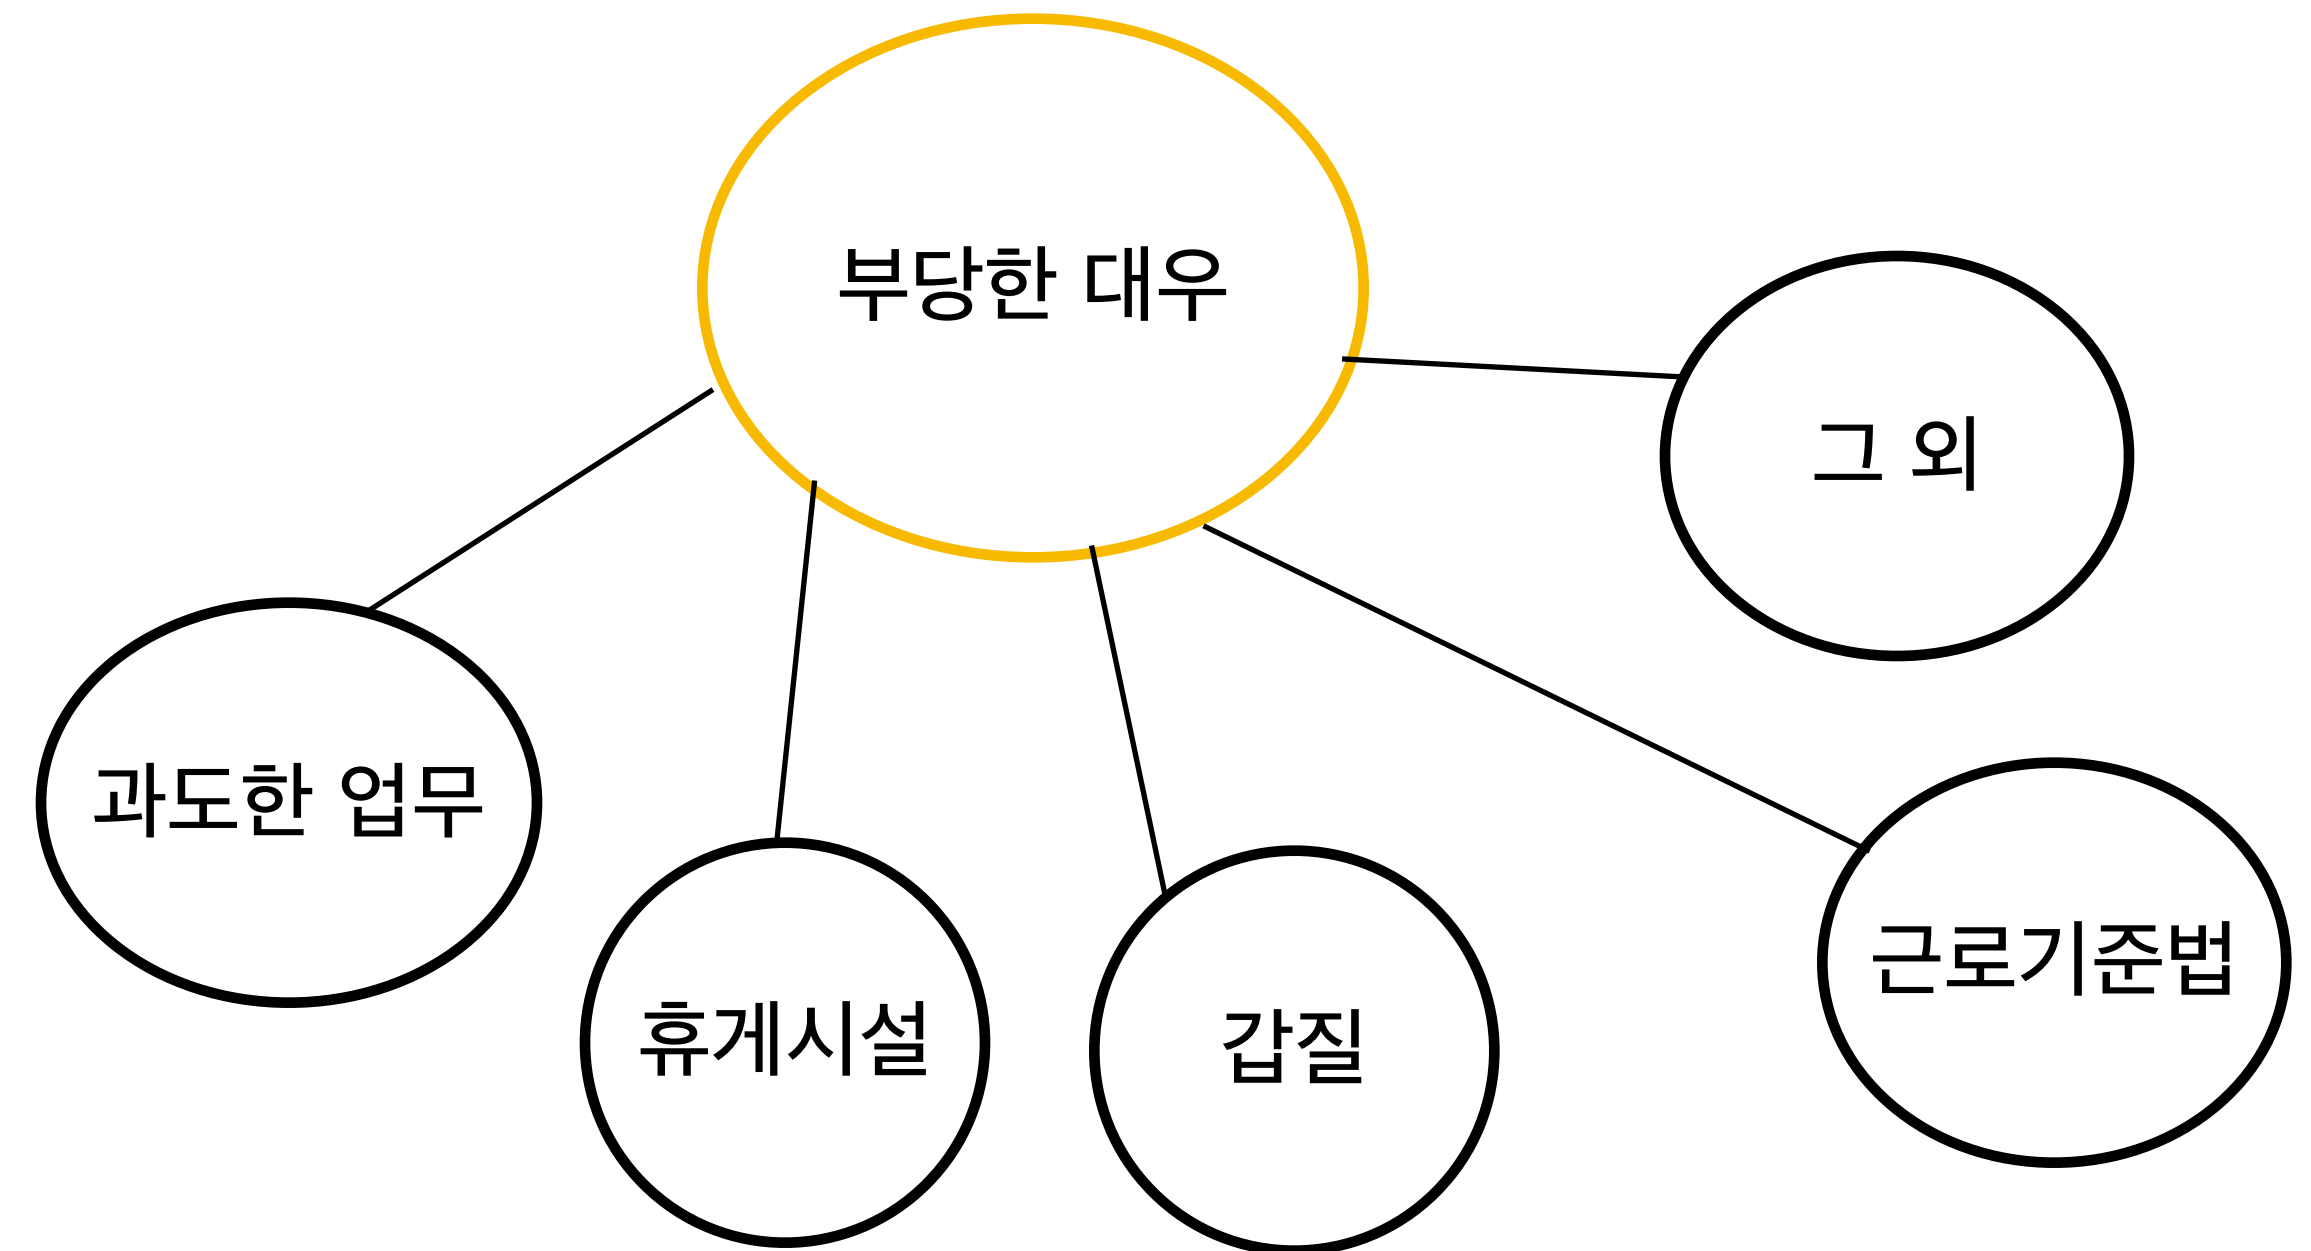 부당한 대우
그 외
과도한 업무
휴게시설
갑질
근로기준법